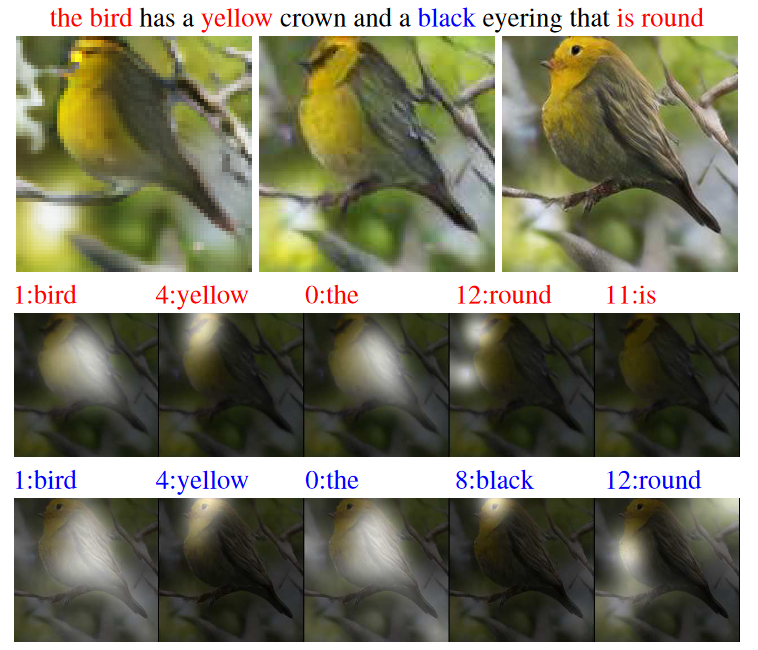 the bird has a yellow crown and a black eyering that is round
1:bird 4:yellow 0:the 12:round 11:is
1:bird 4:yellow 0:the 8:black 12:round